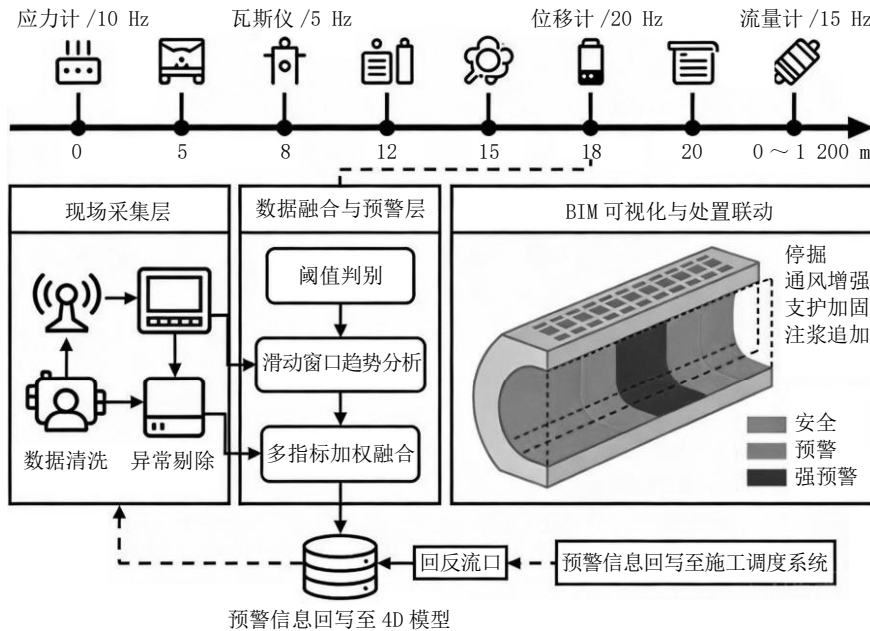 应力计 /10 Hz
瓦斯仪 /5 Hz
位移计 /20 Hz
流量计 /15 Hz
0
5
8
12
15
18
20
0 ～ 1 200 m
现场采集层
数据清洗
异常剔除
数据融合与预警层
阈值判别
滑动窗口趋势分析
多指标加权融合
BIM 可视化与处置联动
停掘
通风增强
支护加固
注浆追加
安全
预警
强预警
回反流口
预警信息回写至施工调度系统
预警信息回写至 4D 模型